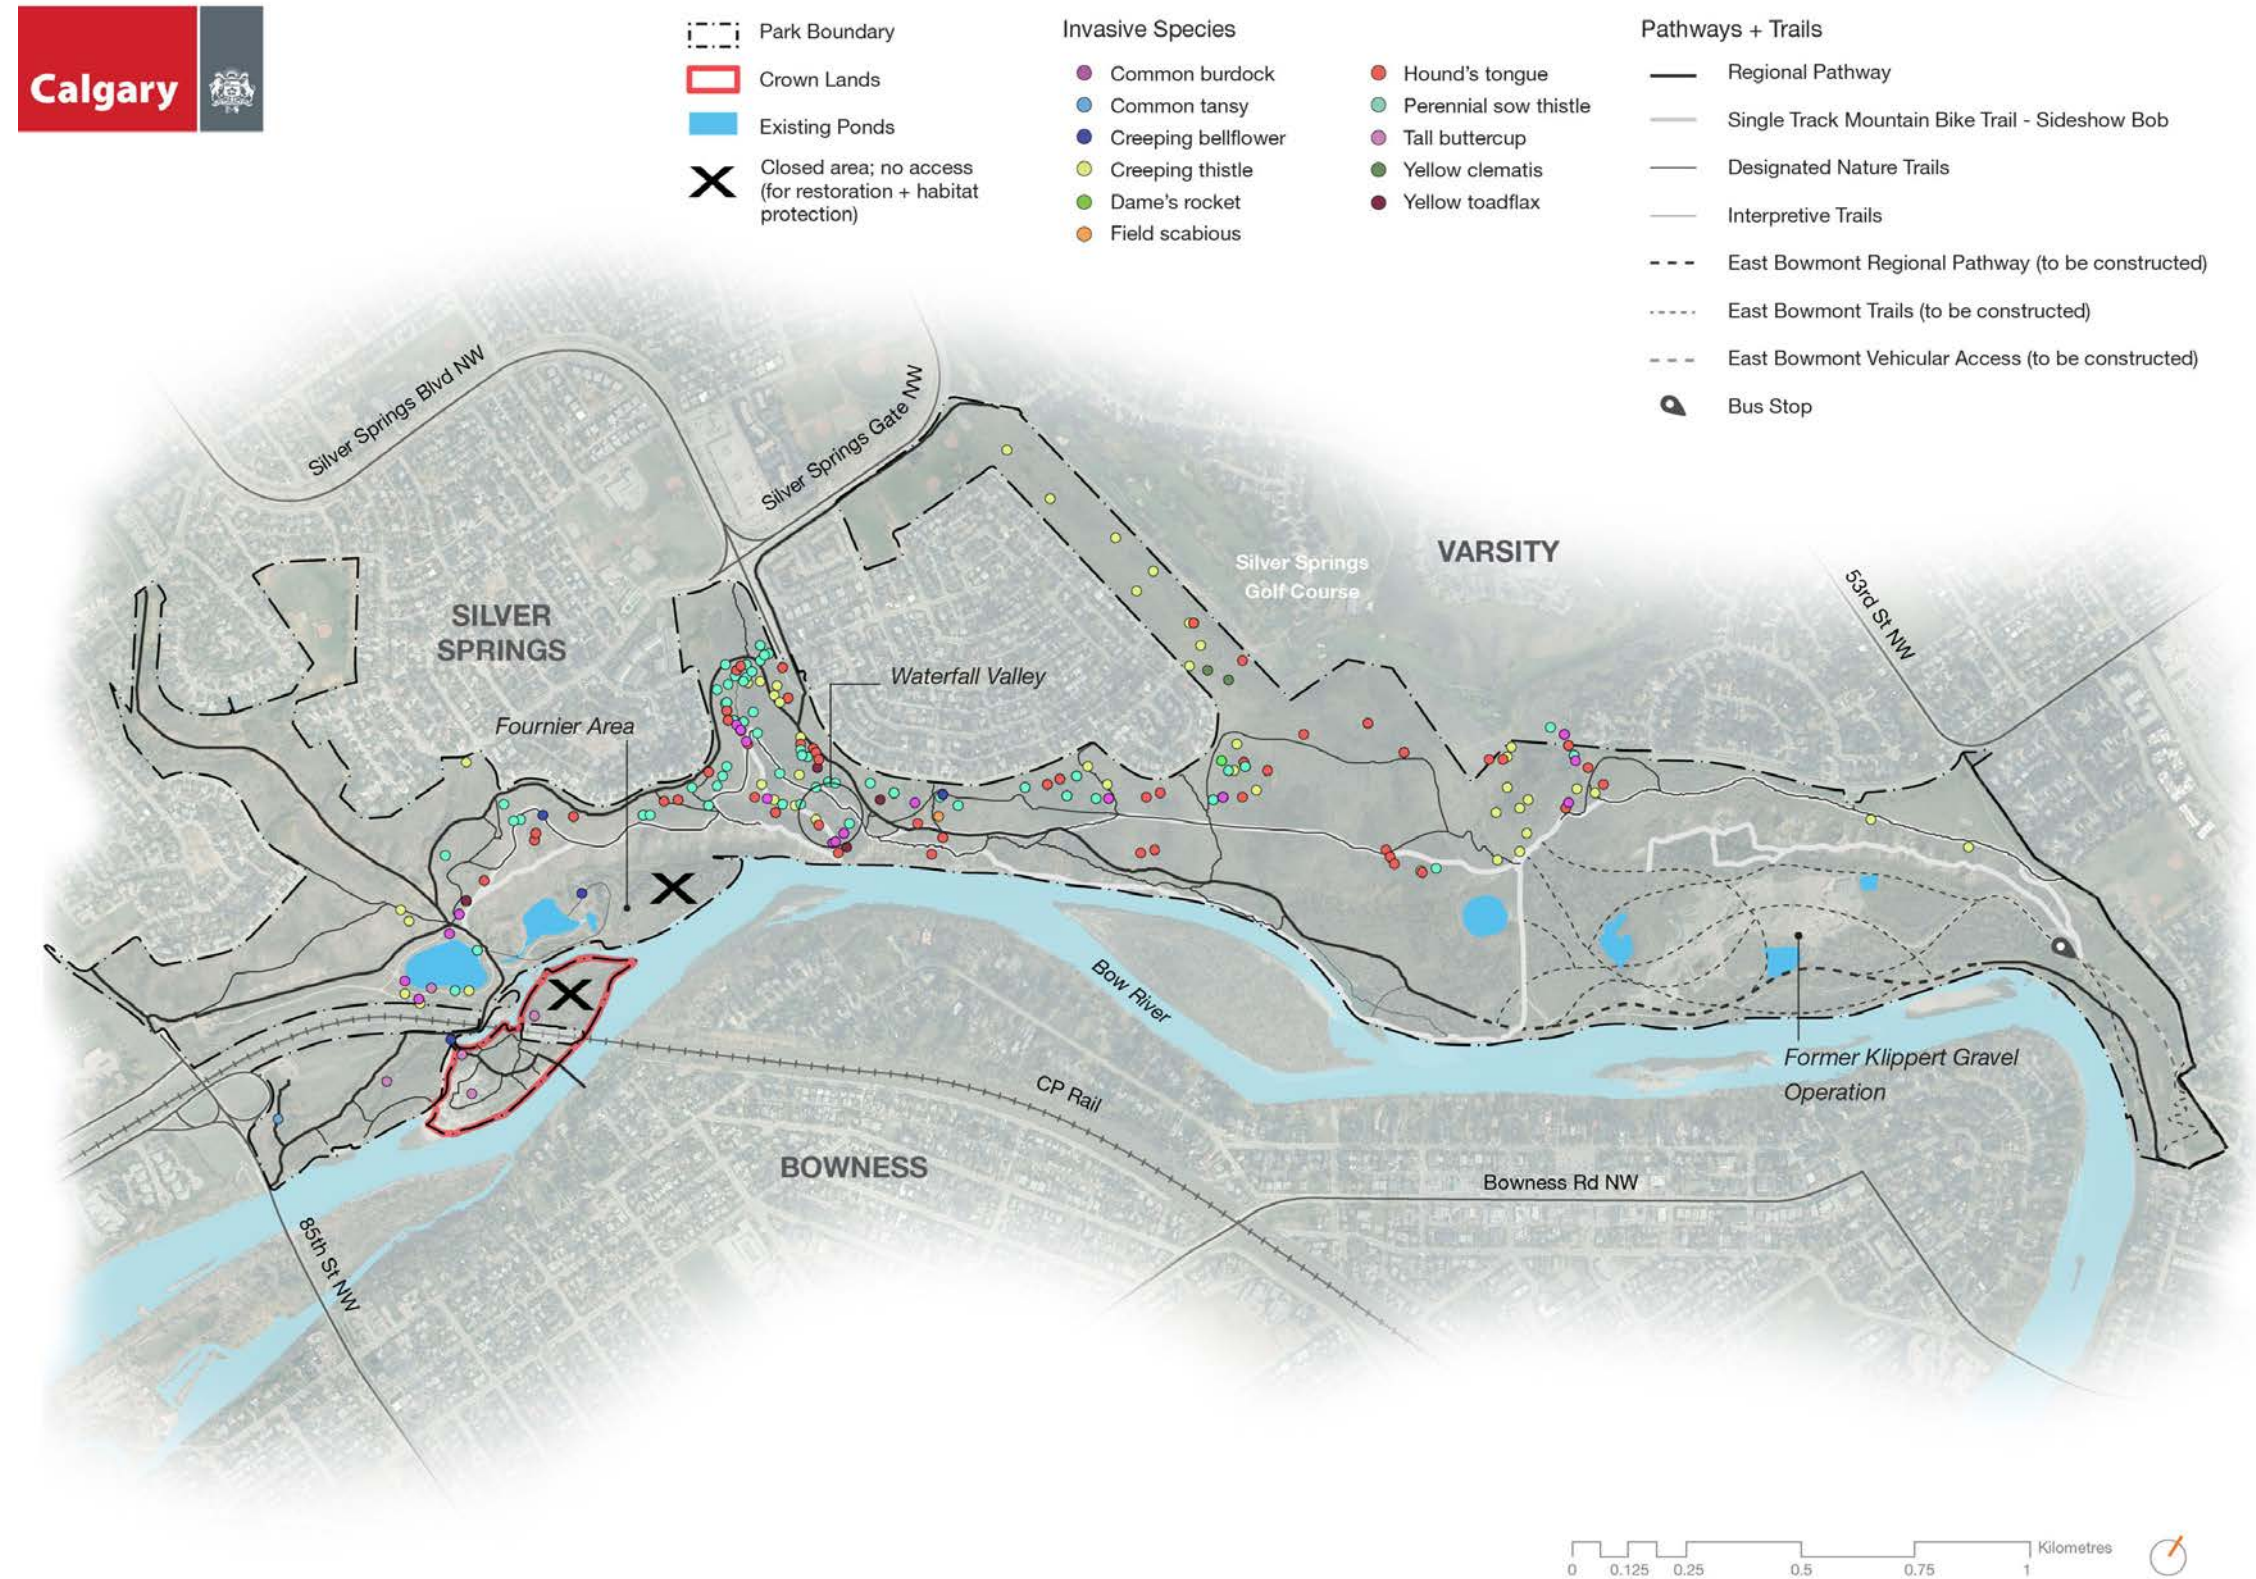 Calgary
Park Boundary
Crown Lands
Existing Ponds
Closed area; no access
(for restoration + habitat
protection)
Invasive Species
Common burdock
Common tansy
Creeping bellflower
Creeping thistle
Dame's rocket
Field scabious
Hound's tongue
Perennial sow thistle
Tall buttercup
Yellow clematis
Yellow toadflax
Pathways + Trails
Regional Pathway
Single Track Mountain Bike Trail - Sideshow Bob
Designated Nature Trails
Interpretive Trails
East Bowmont Regional Pathway (to be constructed)
East Bowmont Trails (to be constructed)
East Bowmont Vehicular Access (to be constructed)
Bus Stop
Silver Springs Blvd NW
Silver Springs Gate NW
VARSITY
Silver Springs
Golf Course
53rd St NW
SILVER
SPRINGS
Waterfall Valley
Fournier Area
Bow River
Former Klippert Gravel
Operation
CP Rail
BOWNESS
Bowness Rd NW
85th St NW
Kilometres
0 0.125 0.25 0.5 0.75 1